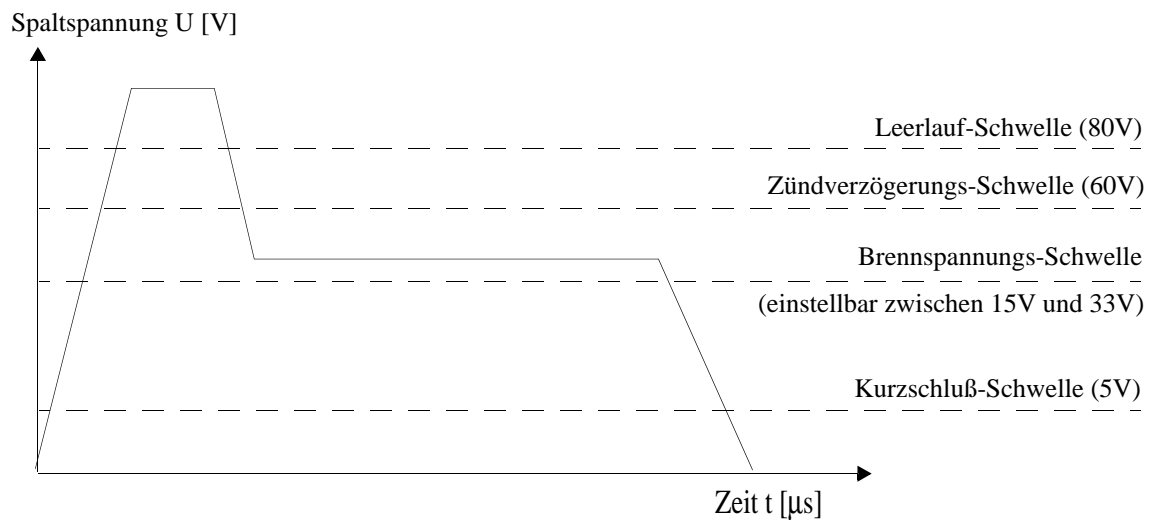 Spaltspannung U [V]
Leerlauf-Schwelle (80V)
Zündverzögerungs-Schwelle (60V)
Brennspannungs-Schwelle
(einstellbar zwischen 15V und 33V)
Kurzschluß-Schwelle (5V)
Zeit t [μs]